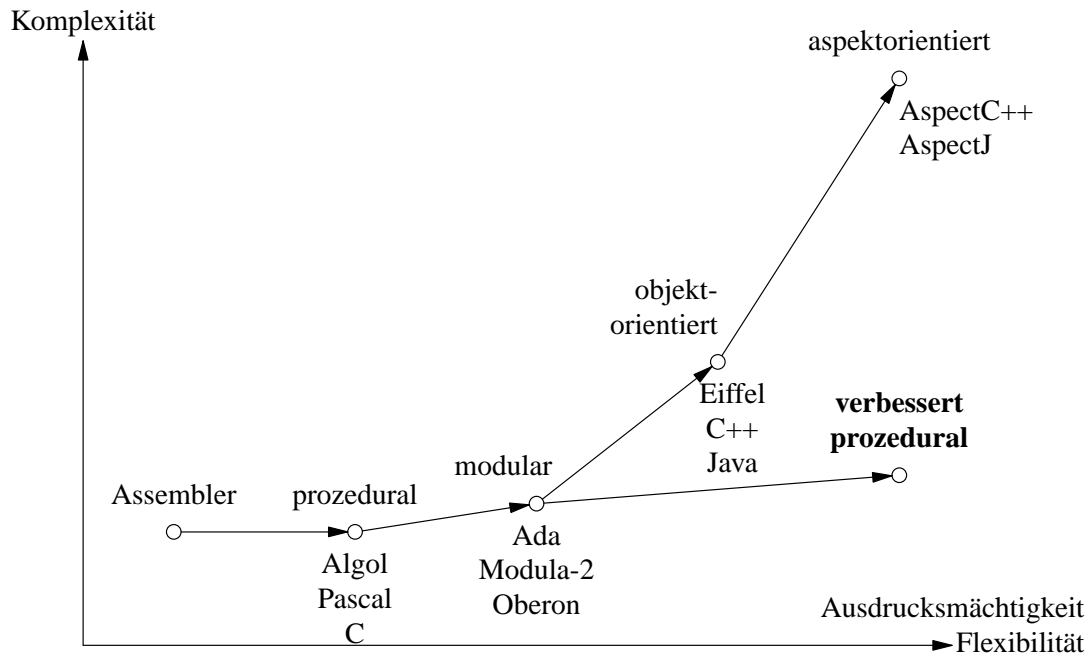 Komplexität
aspektorientiert
AspectC++
AspectJ
objekt-
orientiert
Eiffel
C++
Java
verbessert
prozedural
modular
Assembler
prozedural
Ada
Modula-2
Oberon
Algol
Pascal
C
Ausdrucksmächtigkeit
Flexibilität